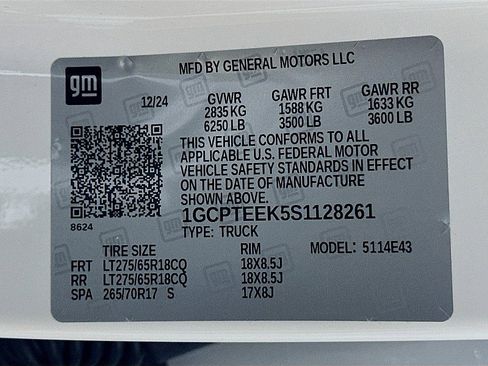 gm
MFD BY GENERAL MOTORS LLC
12/24 GVWR GAWR FRT GAWR RR
2835 KG 1588 KG 1633 KG
6250 LB 3500 LB 3600 LB
THIS VEHICLE CONFORMS TO ALL
APPLICABLE U.S. FEDERAL MOTOR
VEHICLE SAFETY STANDARDS IN EFFECT ON
THE DATE OF MANUFACTURE
SHOWN ABOVE.
8624 1GCPTEEK5S1128261
TYPE: TRUCK
TIRE SIZE RIM MODEL: 5114E43
FRT LT275/65R18CQ 18X8.5J
RR LT275/65R18CQ 18X8.5J
SPA 265/70R17 S 17X8J